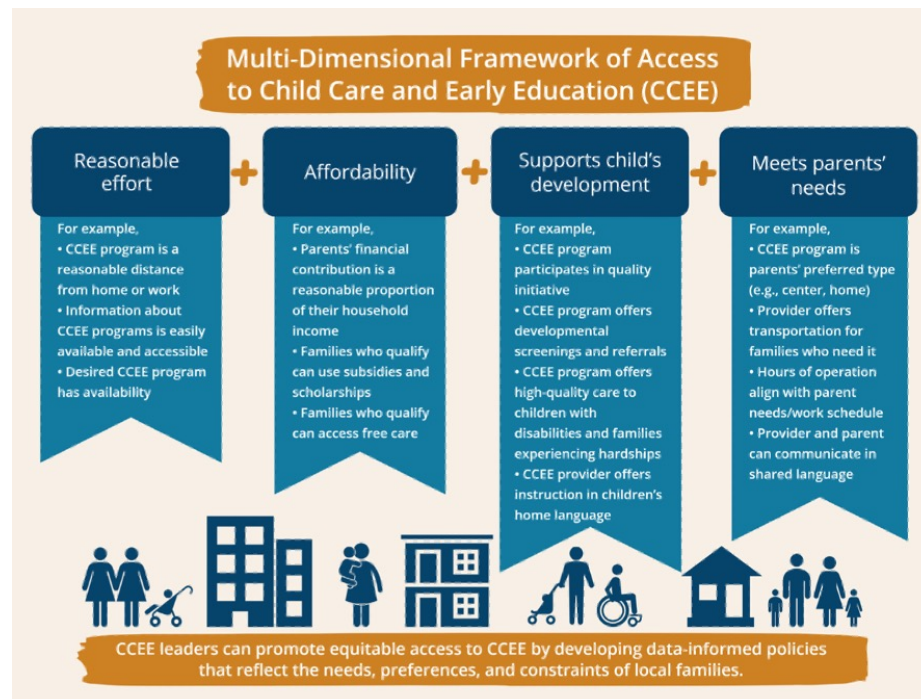 Multi-Dimensional Framework of Access
to Child Care and Early Education (CCEE)
Reasonable
effort
For example,
• CCEE program is a
reasonable distance
from home or work
• Information about
CCEE programs is easily
available and accessible
• Desired CCEE program
has availability
+
Affordability
For example,
• Parents’ financial
contribution is a
reasonable proportion
of their household
income
• Families who qualify
can use subsidies and
scholarships
• Families who qualify
can access free care
+
Supports child’s
development
For example,
• CCEE program
participates in quality
initiative
• CCEE program offers
developmental
screenings and referrals
• CCEE program offers
high-quality care to
children with
disabilities and families
experiencing hardships
• CCEE provider offers
instruction in children’s
home language
+
Meets parents’
needs
For example,
• CCEE program is
parents’ preferred type
(e.g., center, home)
• Provider offers
transportation for
families who need it
• Hours of operation
align with parent
needs/work schedule
• Provider and parent
can communicate in
shared language
CCEE leaders can promote equitable access to CCEE by developing data-informed policies
that reflect the needs, preferences, and constraints of local families.